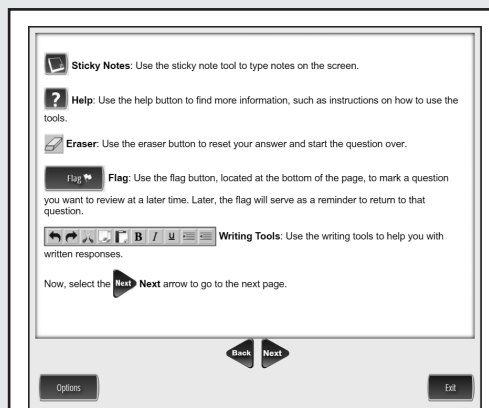 Sticky Notes: Use the sticky note tool to type notes on the screen.
? Help: Use the help button to find more information, such as instructions on how to use the
tools.
Eraser: Use the eraser button to reset your answer and start the question over.
Flag Flag: Use the flag button, located at the bottom of the page, to mark a question
you want to review at a later time. Later, the flag will serve as a reminder to return to that
question.
B I U Writing Tools: Use the writing tools to help you with
written responses.
Now, select the Next Next arrow to go to the next page.
Back Next
Options Exit